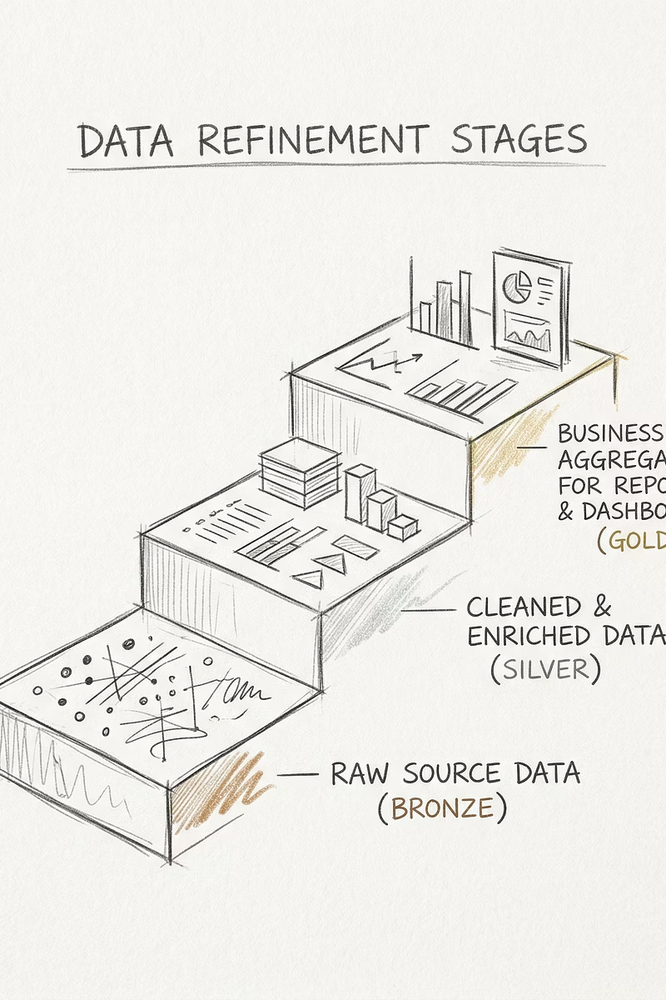 DATA REFINEMENT STAGES
BUSINESS
AGGREGA
FOR REPO
& DASHBO
(GOLD
CLEANED &
ENRICHED DATA
(SILVER)
RAW SOURCE DATA
(BRONZE)